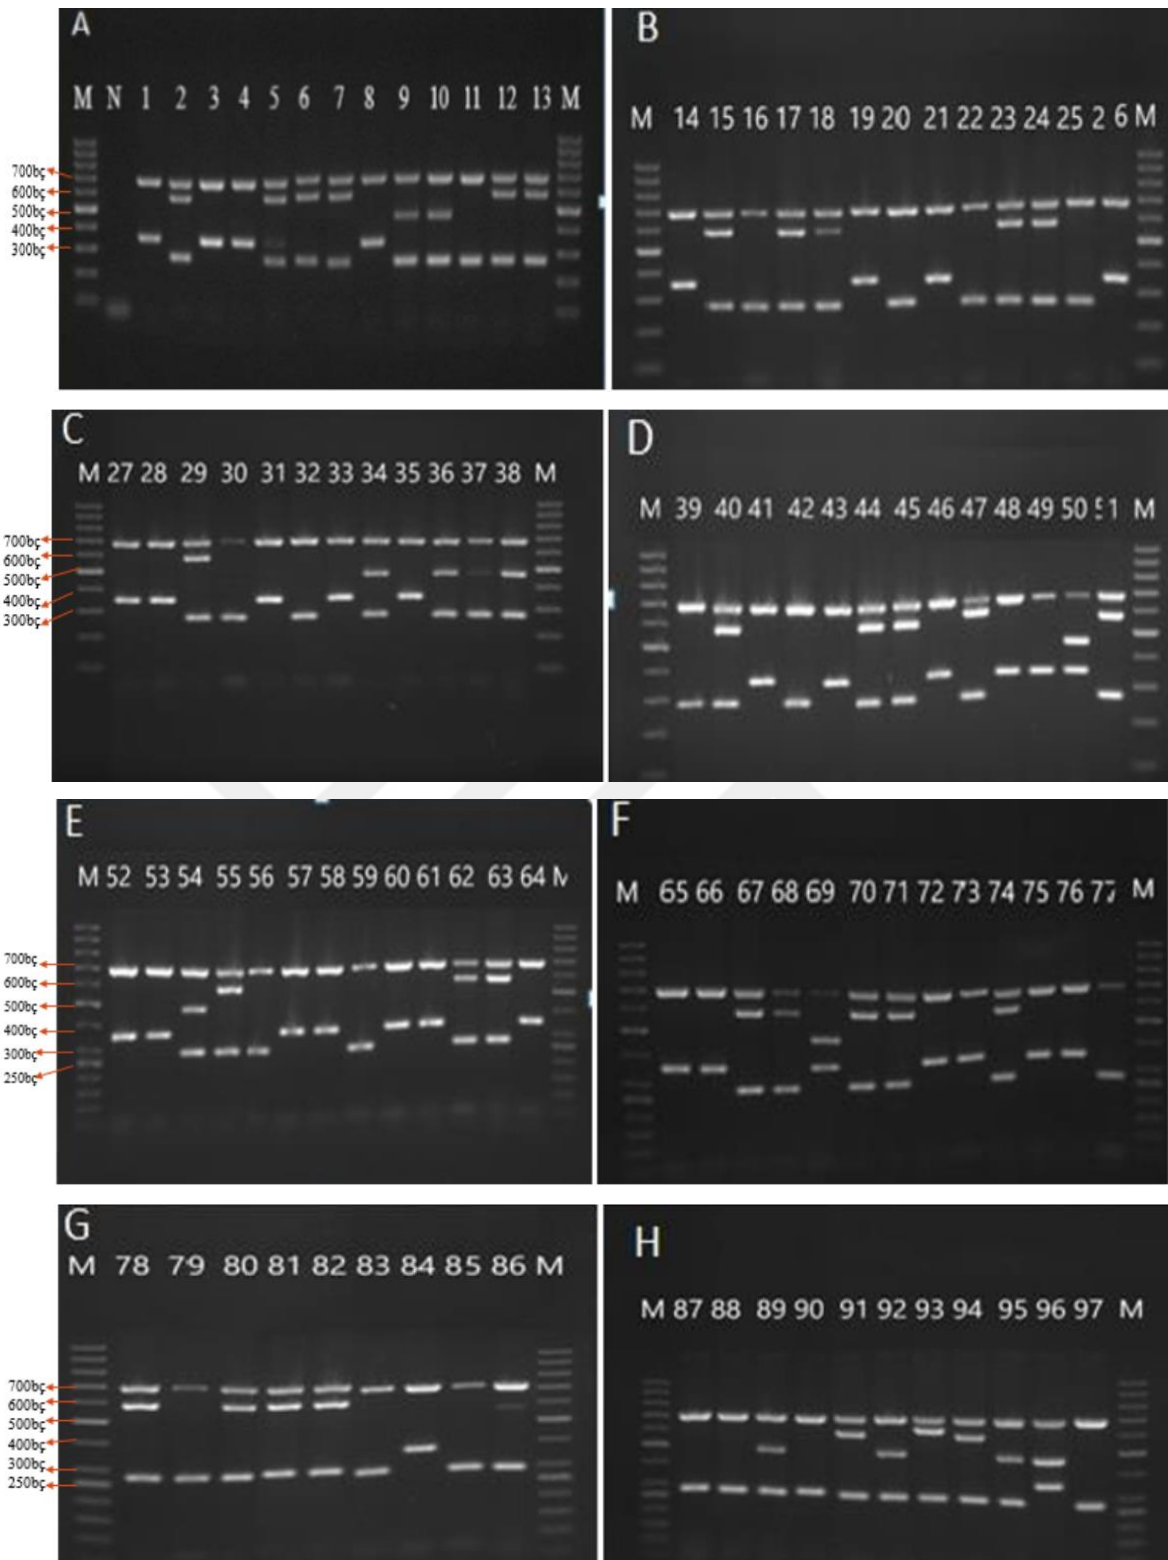 A
M N 1 2 3 4 5 6 7 8 9 10 11 12 13 M
700bç
600bç
500bç
400bç
300bç
B
M 14 15 16 17 18 19 20 21 22 23 24 25 2 6 M
C
M 27 28 29 30 31 32 33 34 35 36 37 38 M
700bç
600bç
500bç
400bç
300bç
D
M 39 40 41 42 43 44 45 46 47 48 49 50 51 M
E
M 52 53 54 55 56 57 58 59 60 61 62 63 64 M
700bç
600bç
500bç
400bç
300bç
250bç
F
M 65 66 67 68 69 70 71 72 73 74 75 76 77 M
G
M 78 79 80 81 82 83 84 85 86 M
700bç
600bç
500bç
400bç
300bç
250bç
H
M 87 88 89 90 91 92 93 94 95 96 97 M